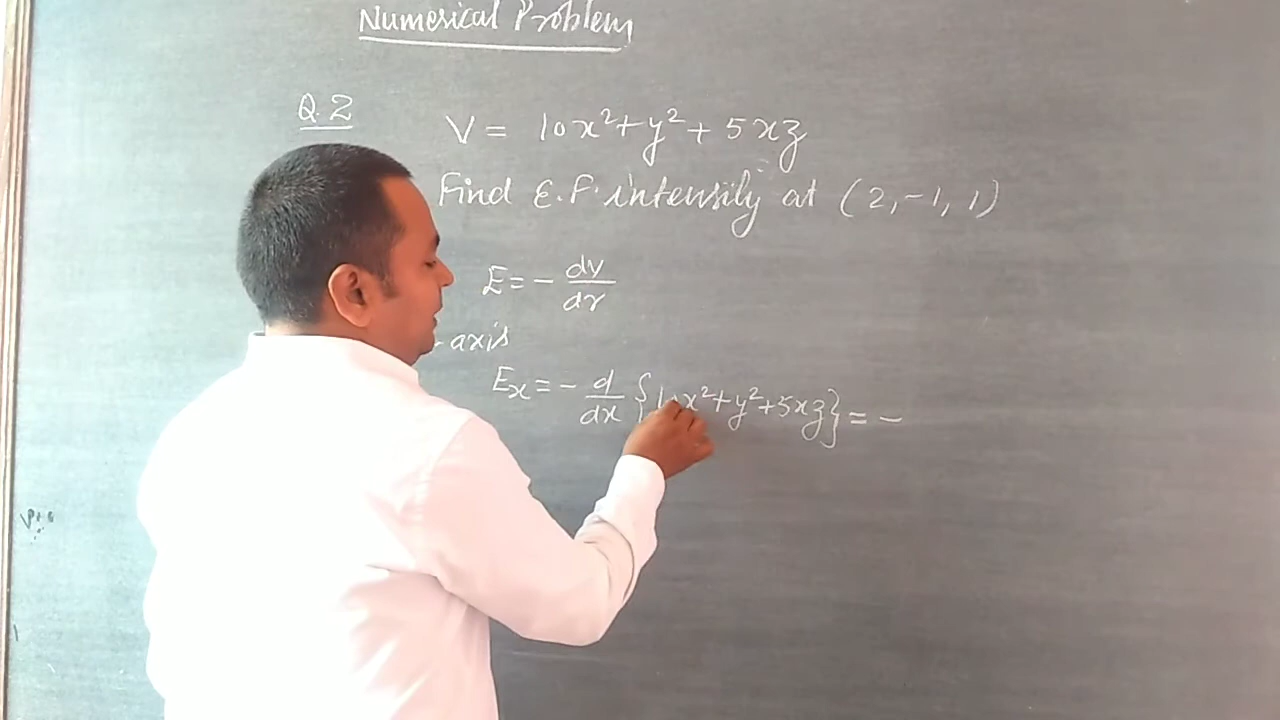 Numerical Problem
Q.2
V = 10x²+y² + 5xz
Find E.F. intensity at (2,-1,1)
E = - dv/dr
- axis
Eₓ = - d/dx {10x²+y²+5xz} = -